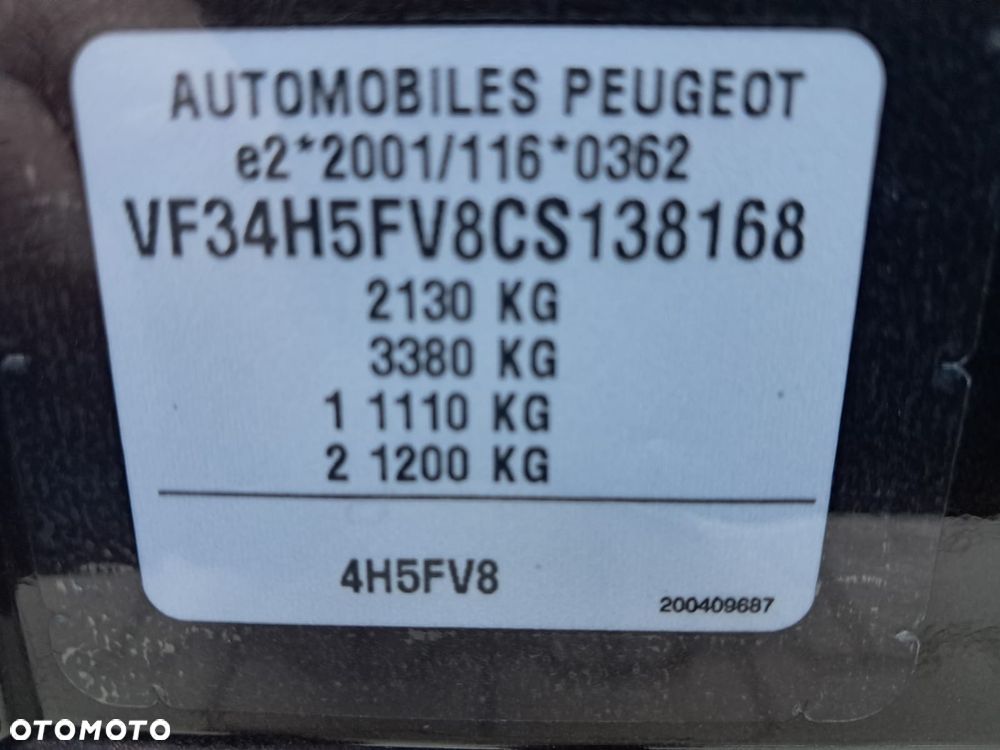 AUTOMOBILES PEUGEOT
e2*2001/116*0362
VF34H5FV8CS138168
2130 KG
3380 KG
1 1110 KG
2 1200 KG
4H5FV8
200409687
OTOMOTO